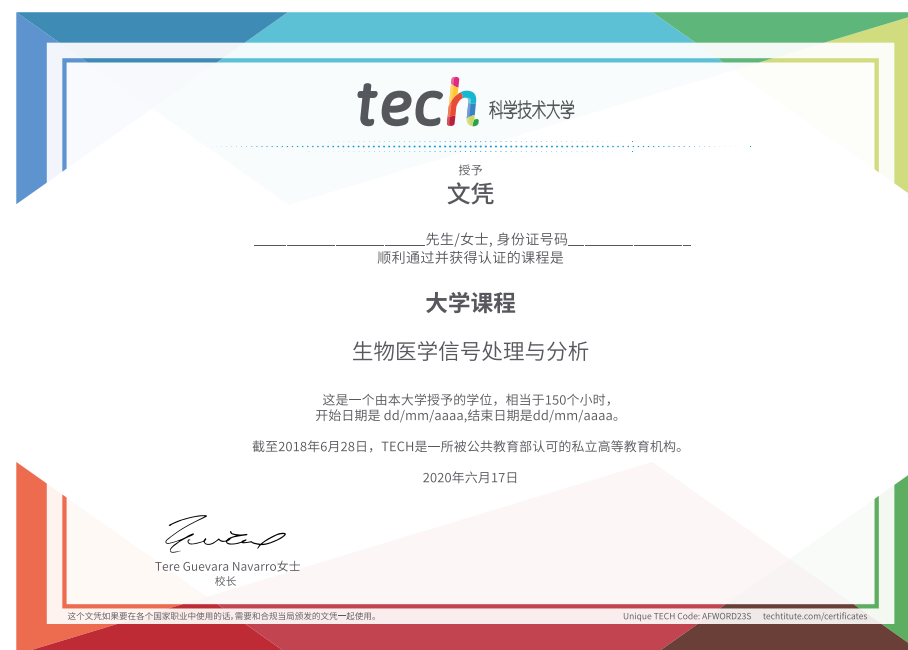 tech 科学技术大学
授予
文凭
____________________先生/女士, 身份证号码_______________
顺利通过并获得认证的课程是
大学课程
生物医学信号处理与分析
这是一个由本大学授予的学位，相当于150个小时，
开始日期是 dd/mm/aaaa,结束日期是dd/mm/aaaa。
截至2018年6月28日，TECH是一所被公共教育部认可的私立高等教育机构。
2020年六月17日
Tere Guevara Navarro女士
校长
这个文凭如果要在各个国家职业中使用的话,需要和合规当局颁发的文凭一起使用。
Unique TECH Code: AFWORD23S techtitute.com/certificates